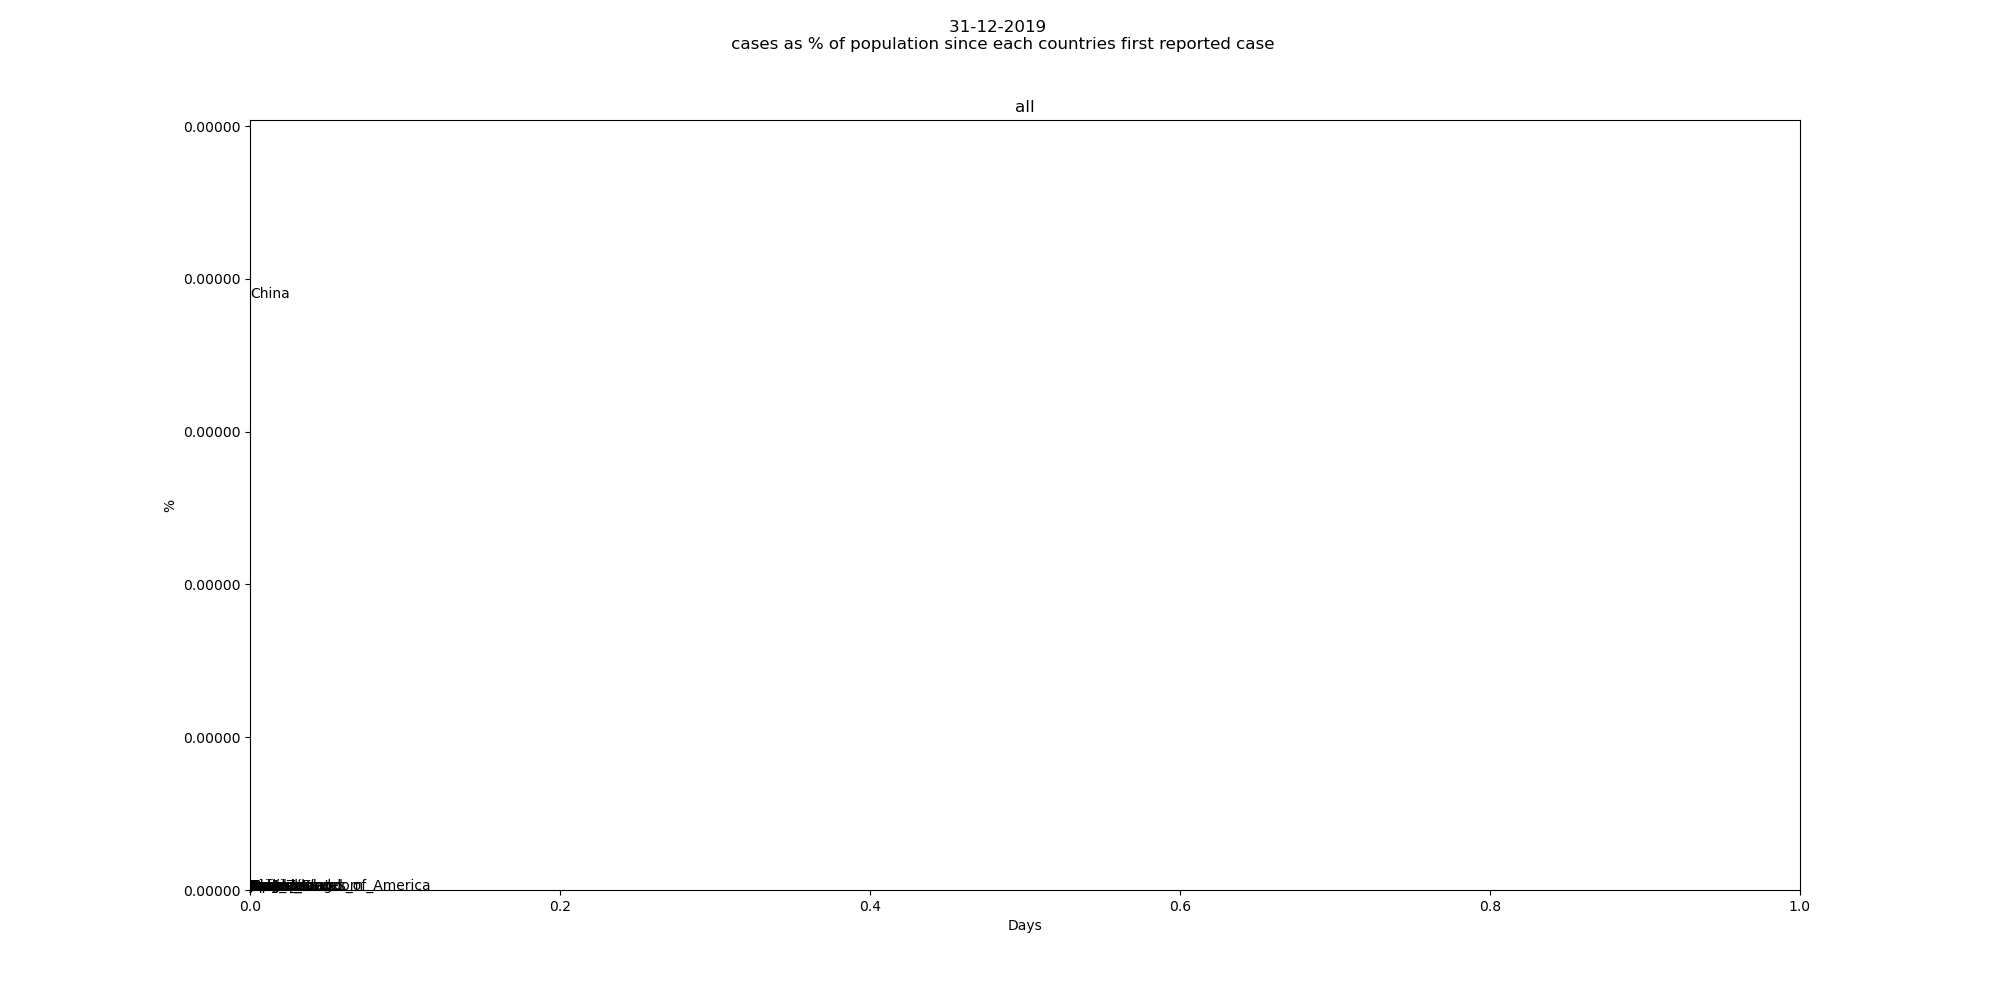 31-12-2019
cases as % of population since each countries first reported case
all
0.00000
0.00000
China
0.00000
%
0.00000
0.00000
of_America
0.00000
0.0 0.2 0.4 0.6 0.8 1.0
Days